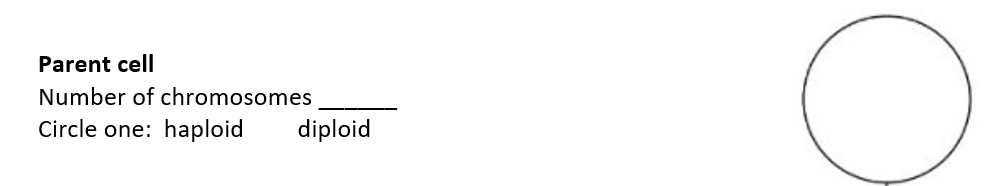 Parent cell
Number of chromosomes ______
Circle one: haploid diploid